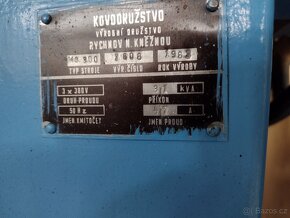 KOVODRUŽSTVO
VÝROBNÍ DRUŽSTVO
RYCHNOV N. KNĚŽNOU
TYP STROJE VÝR. ČÍSLO ROK VÝROBY
3 x 380V kVA
DRUH PROUDU PŘÍKON
50 Hz A
JMEN KMITOČET JMEN PROUD
Bazos.cz